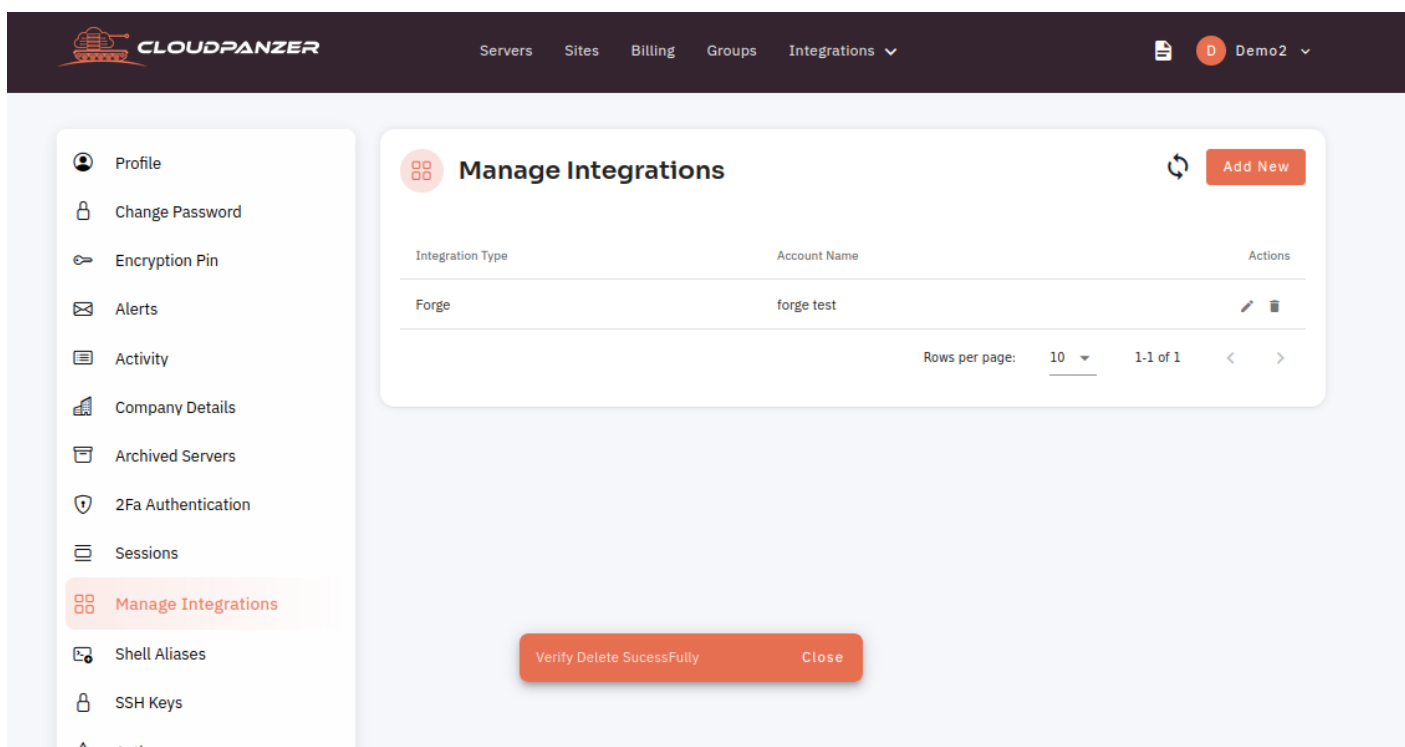 CLOUDPANZER
Servers Sites Billing Groups Integrations
D Demo2
Profile
Change Password
Encryption Pin
Alerts
Activity
Company Details
Archived Servers
2Fa Authentication
Sessions
Manage Integrations
Shell Aliases
SSH Keys
Manage Integrations
Add New
Integration Type Account Name Actions
Forge forge test
Rows per page: 10 1-1 of 1
Verify Delete SucessFully Close